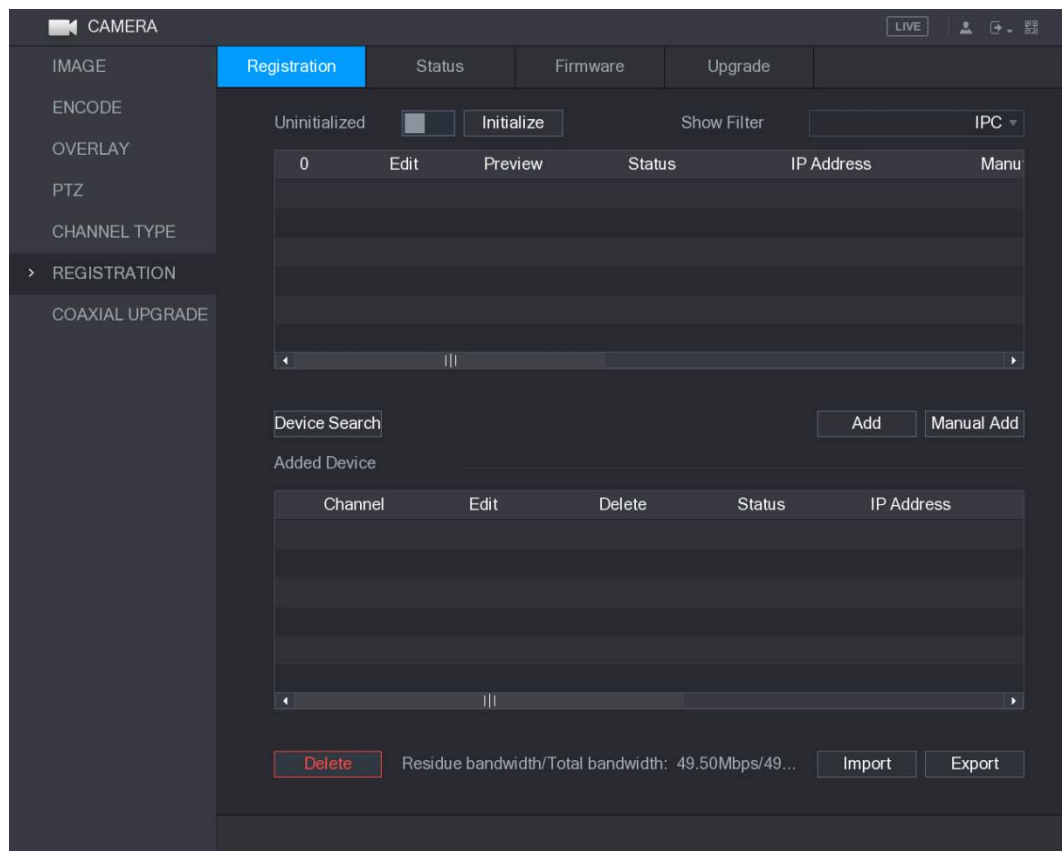 CAMERA
LIVE
IMAGE
Registration Status Firmware Upgrade
ENCODE
Uninitialized Initialize Show Filter IPC
OVERLAY
0 Edit Preview Status IP Address Manu
PTZ
CHANNEL TYPE
> REGISTRATION
COAXIAL UPGRADE
Device Search Add Manual Add
Added Device
Channel Edit Delete Status IP Address
Delete Residue bandwidth/Total bandwidth: 49.50Mbps/49... Import Export